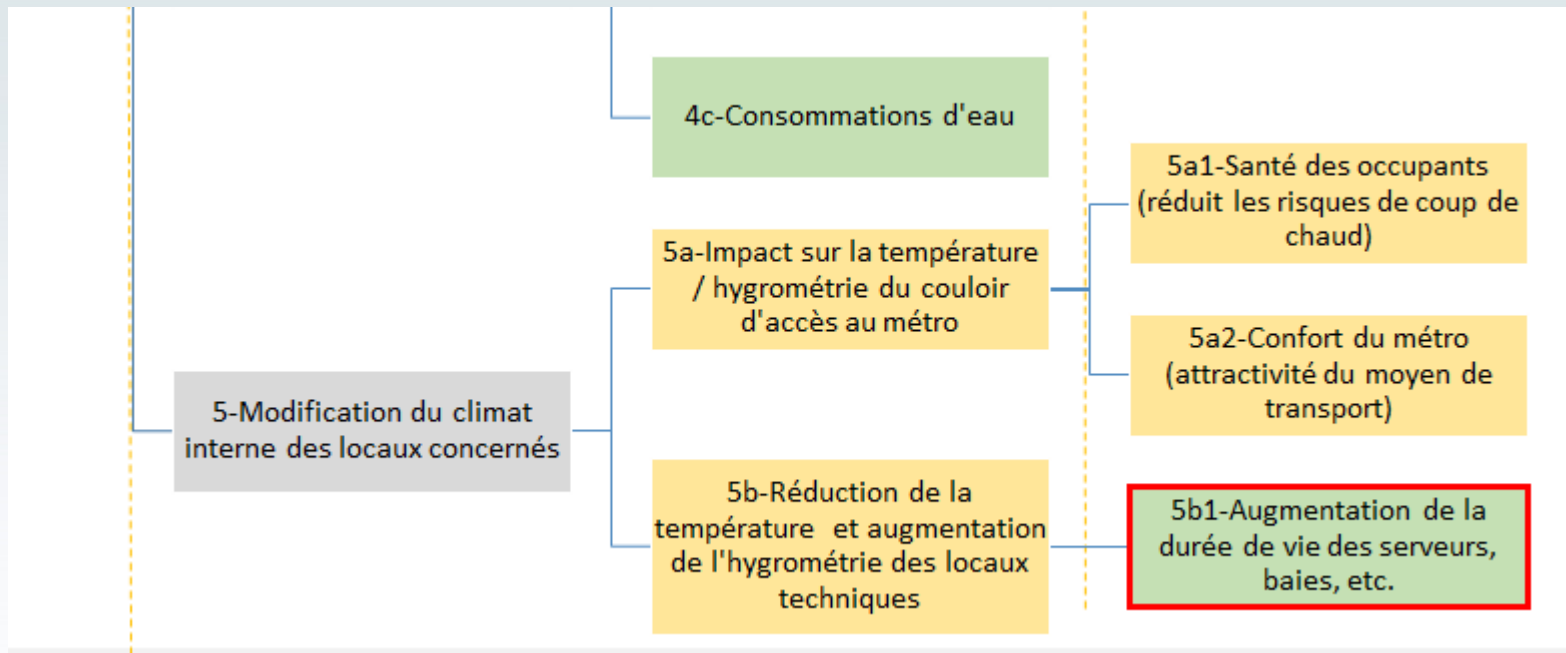 4c-Consommations d'eau
5a1-Santé des occupants
(réduit les risques de coup de
chaud)
5a-Impact sur la température
/ hygrométrie du couloir
d'accès au métro
5a2-Confort du métro
(attractivité du moyen de
transport)
5-Modification du climat
interne des locaux concernés
5b-Réduction de la
température et augmentation
de l'hygrométrie des locaux
techniques
5b1-Augmentation de la
durée de vie des serveurs,
baies, etc.